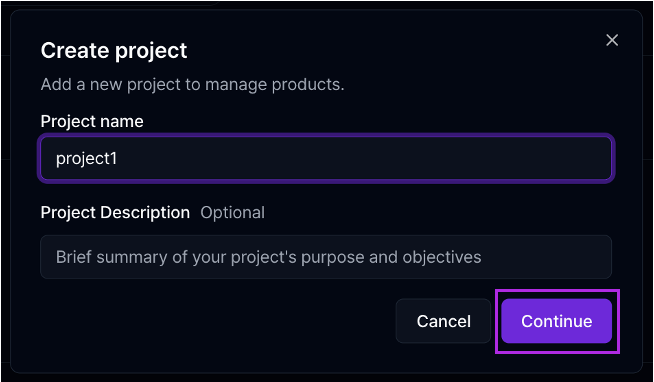 Create project
Add a new project to manage products.
Project name
project1
Project Description Optional
Brief summary of your project's purpose and objectives
Cancel Continue